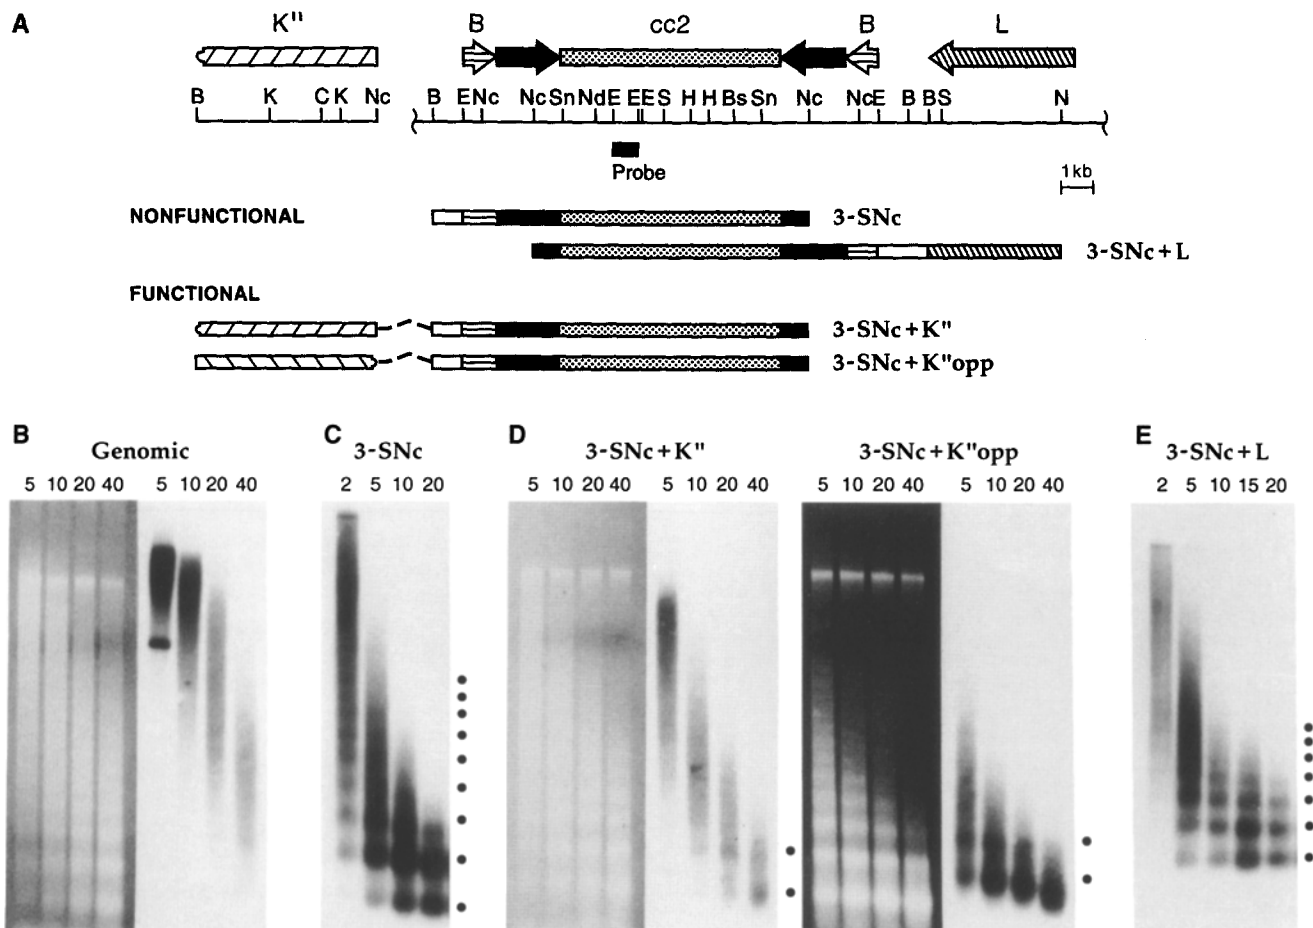 A K" B cc2 B L
B K C K Nc B E Nc Nc Sn Nd E E E S H H Bs Sn Nc Nc E B B S N
Probe
1 kb
NONFUNCTIONAL 3-SNc
3-SNc+L
FUNCTIONAL
3-SNc+K"
3-SNc+K"opp
B Genomic
5 10 20 40 5 10 20 40
C 3-SNc
2 5 10 20
D 3-SNc+K" 3-SNc+K"opp
5 10 20 40 5 10 20 40 5 10 20 40 5 10 20 40
E 3-SNc+L
2 5 10 15 20